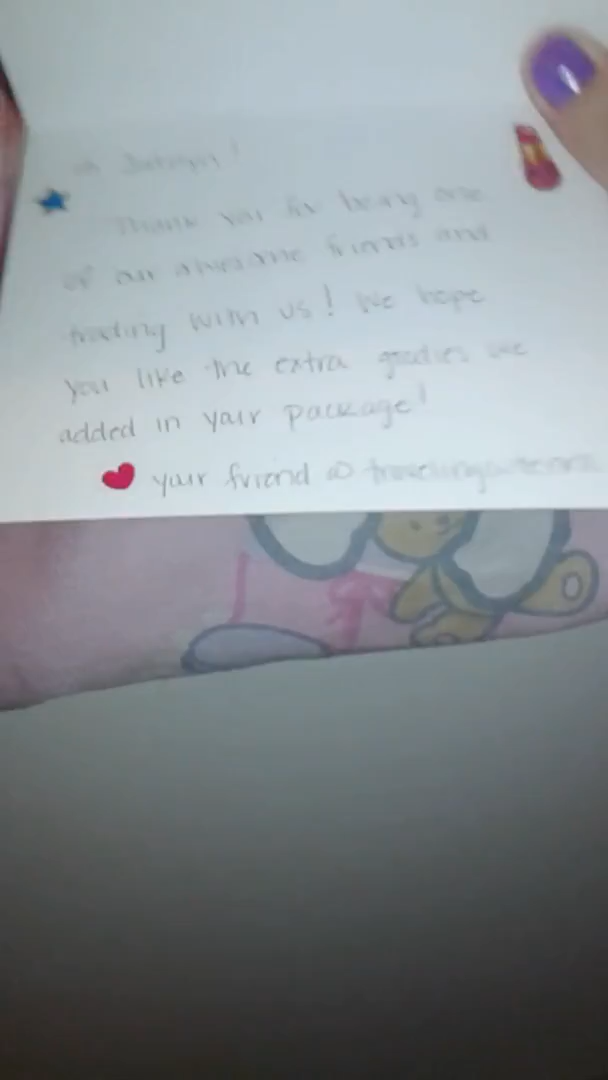 Thank you for being one
of our awesome friends and
trading with us! We hope
you like the extra goodies we
added in your package!
your friend @